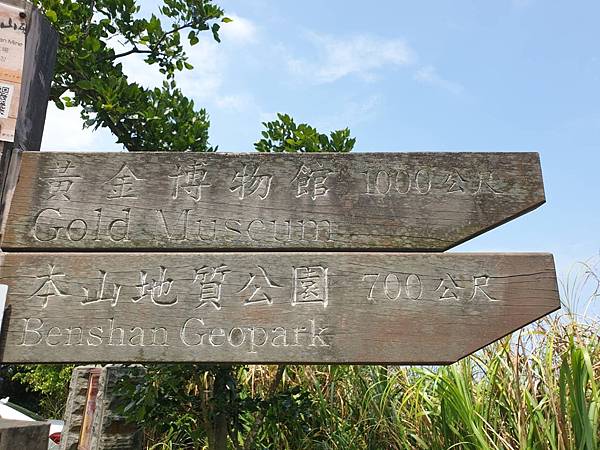 黃金博物館 1000公尺
Gold Museum
本山地質公園 700公尺
Benshan Geopark